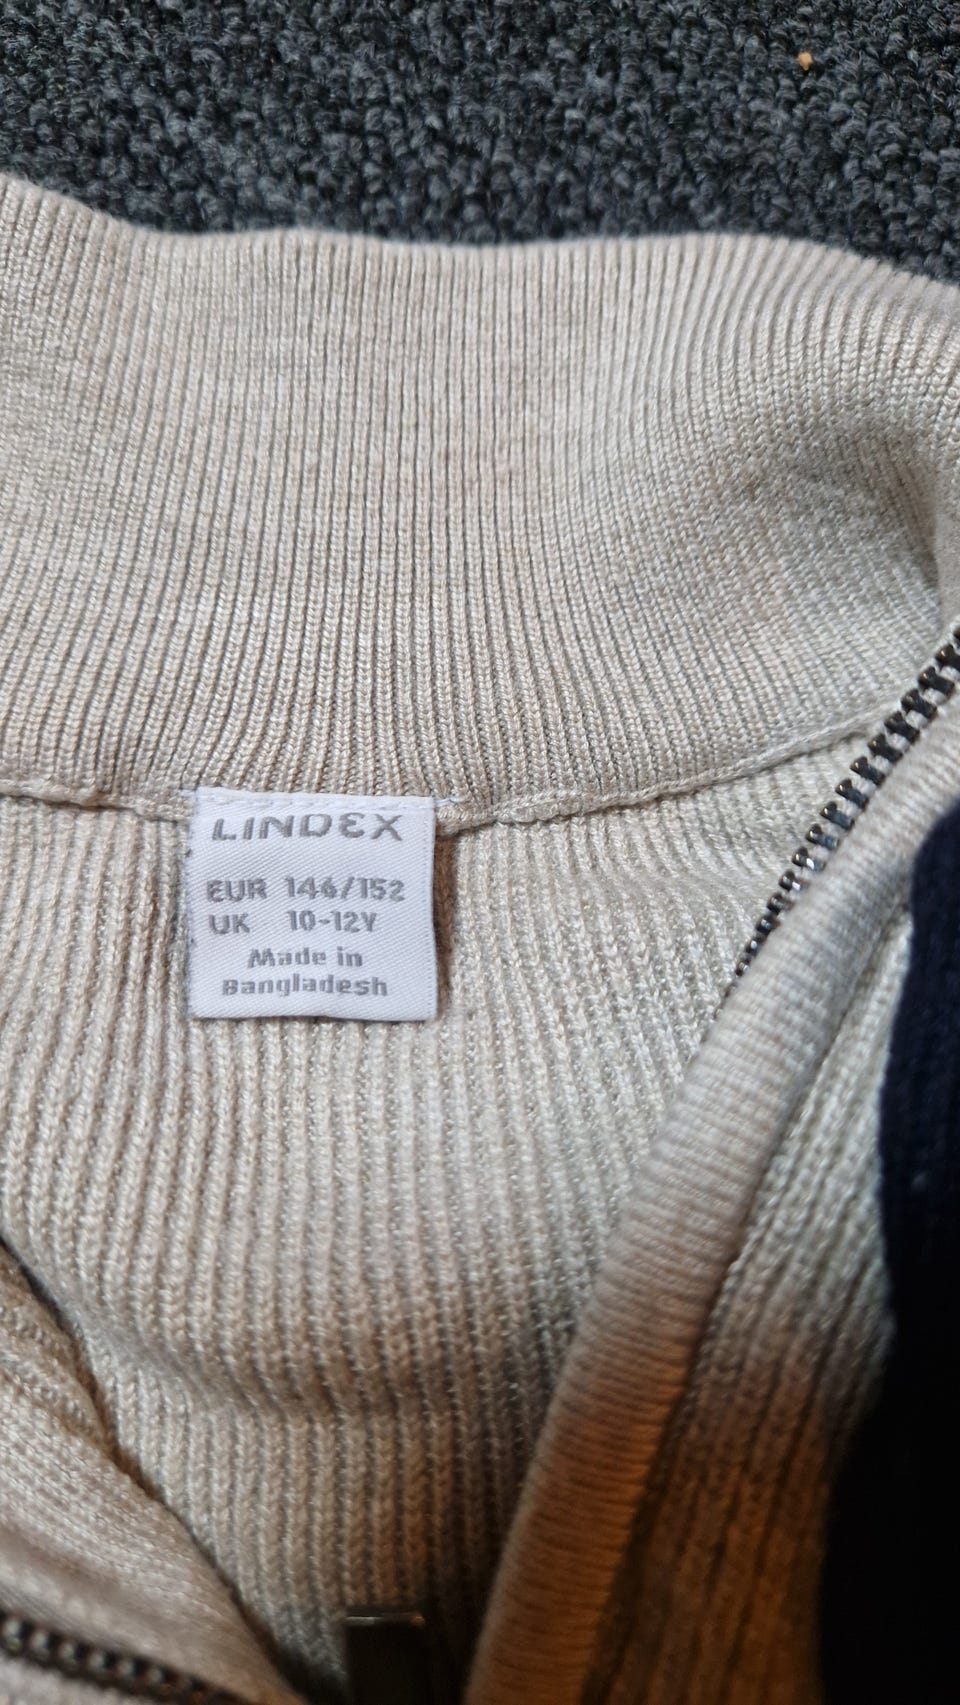 LINDEX
EUR 146/152
UK 10-12Y
Made in
Bangladesh